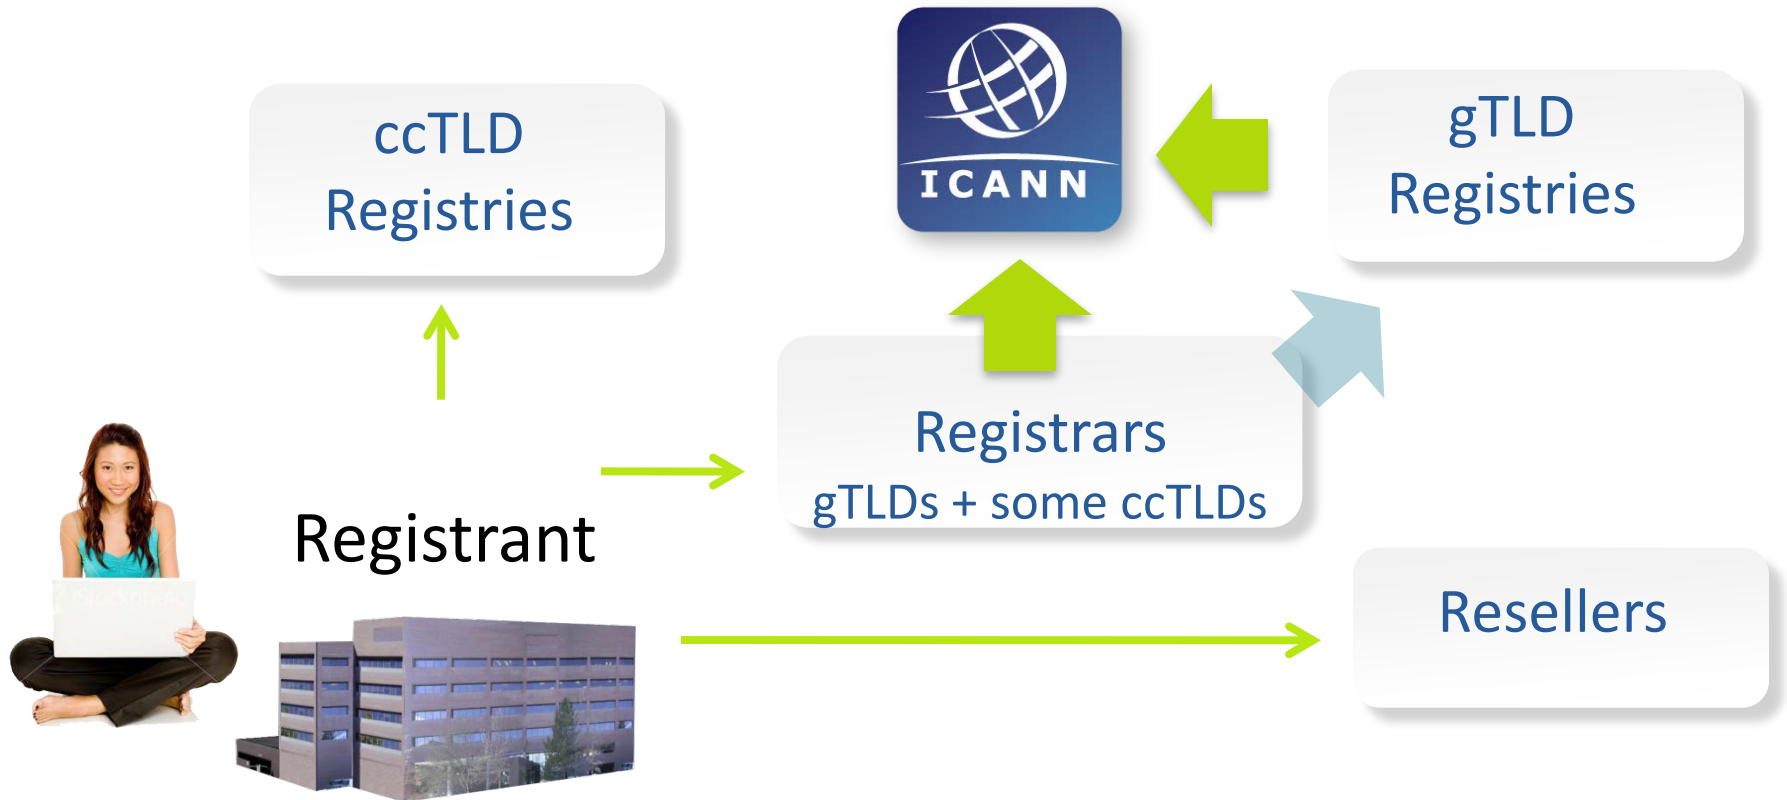 ccTLD
Registries
ICANN
gTLD
Registries
Registrars
gTLDs + some ccTLDs
Registrant
Resellers